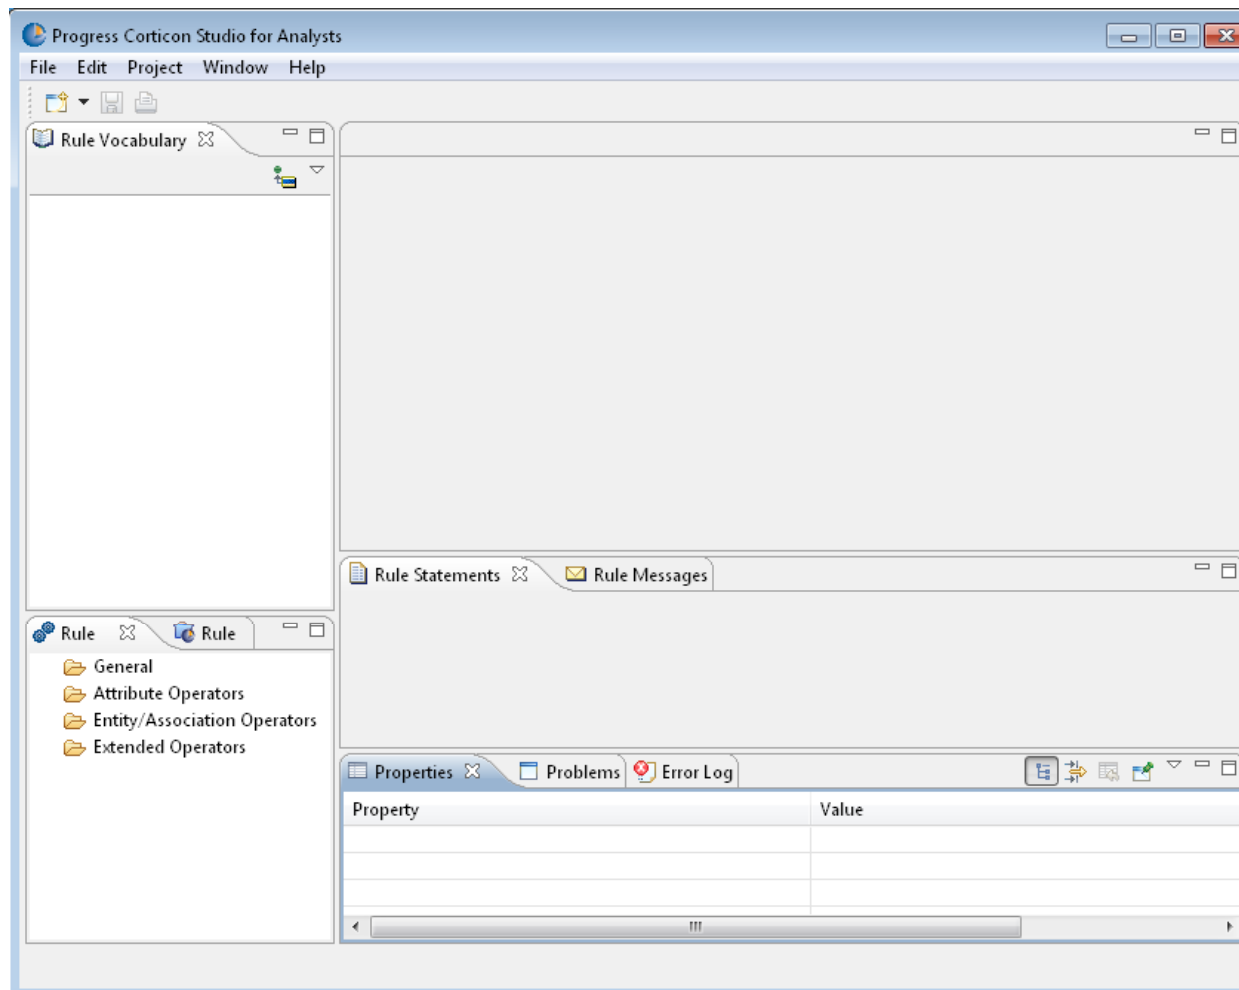 Progress Corticon Studio for Analysts
File Edit Project Window Help
Rule Vocabulary
Rule Statements Rule Messages
Rule Rule
General
Attribute Operators
Entity/Association Operators
Extended Operators
Properties Problems Error Log
Property Value